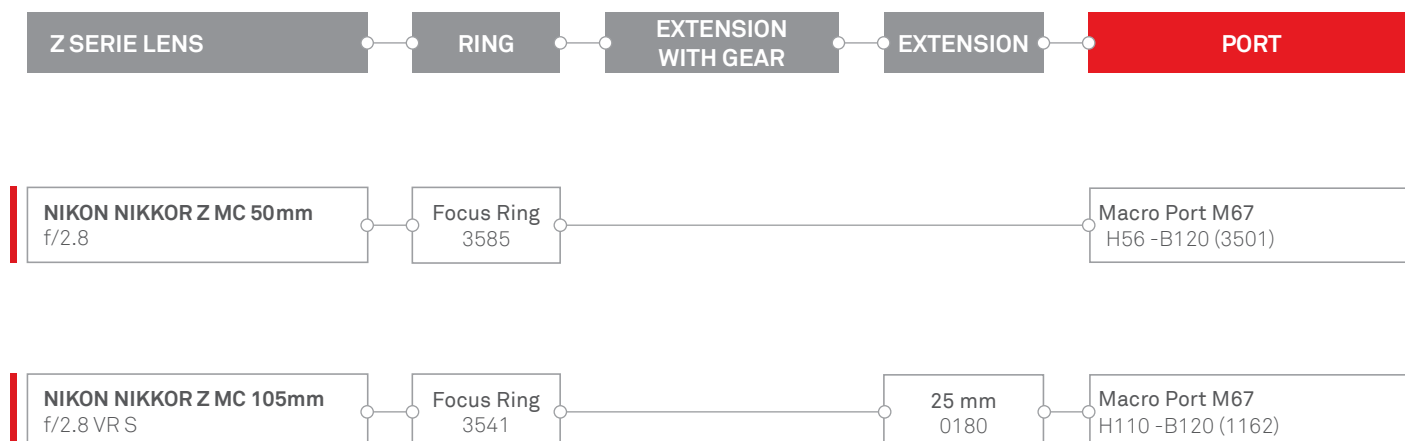 Z SERIE LENS
RING
EXTENSION
WITH GEAR
EXTENSION
PORT
NIKON NIKKOR Z MC 50mm
f/2.8
Focus Ring
3585
Macro Port M67
H56 -B120 (3501)
NIKON NIKKOR Z MC 105mm
f/2.8 VR S
Focus Ring
3541
25 mm
0180
Macro Port M67
H110 -B120 (1162)